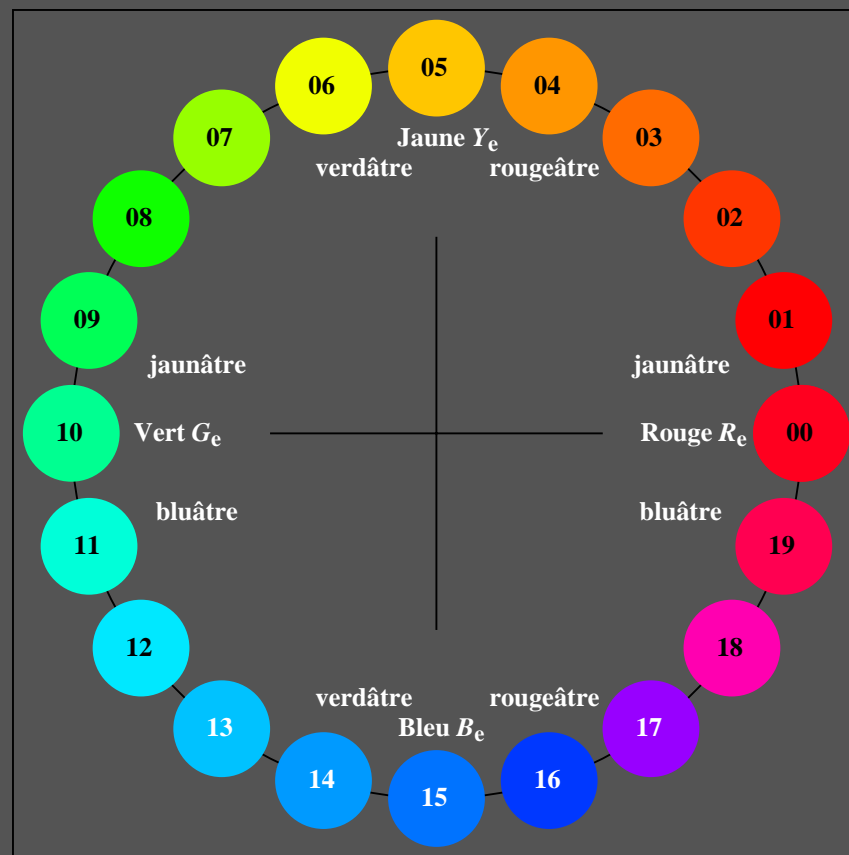 05
06 04
Jaune Ye
07 03
verdâtre rougeâtre
08 02
09 01
jaunâtre jaunâtre
10 Vert Ge Rouge Re 00
bluâtre bluâtre
11 19
12 18
verdâtre rougeâtre
13 Bleu Be 17
14 16
15